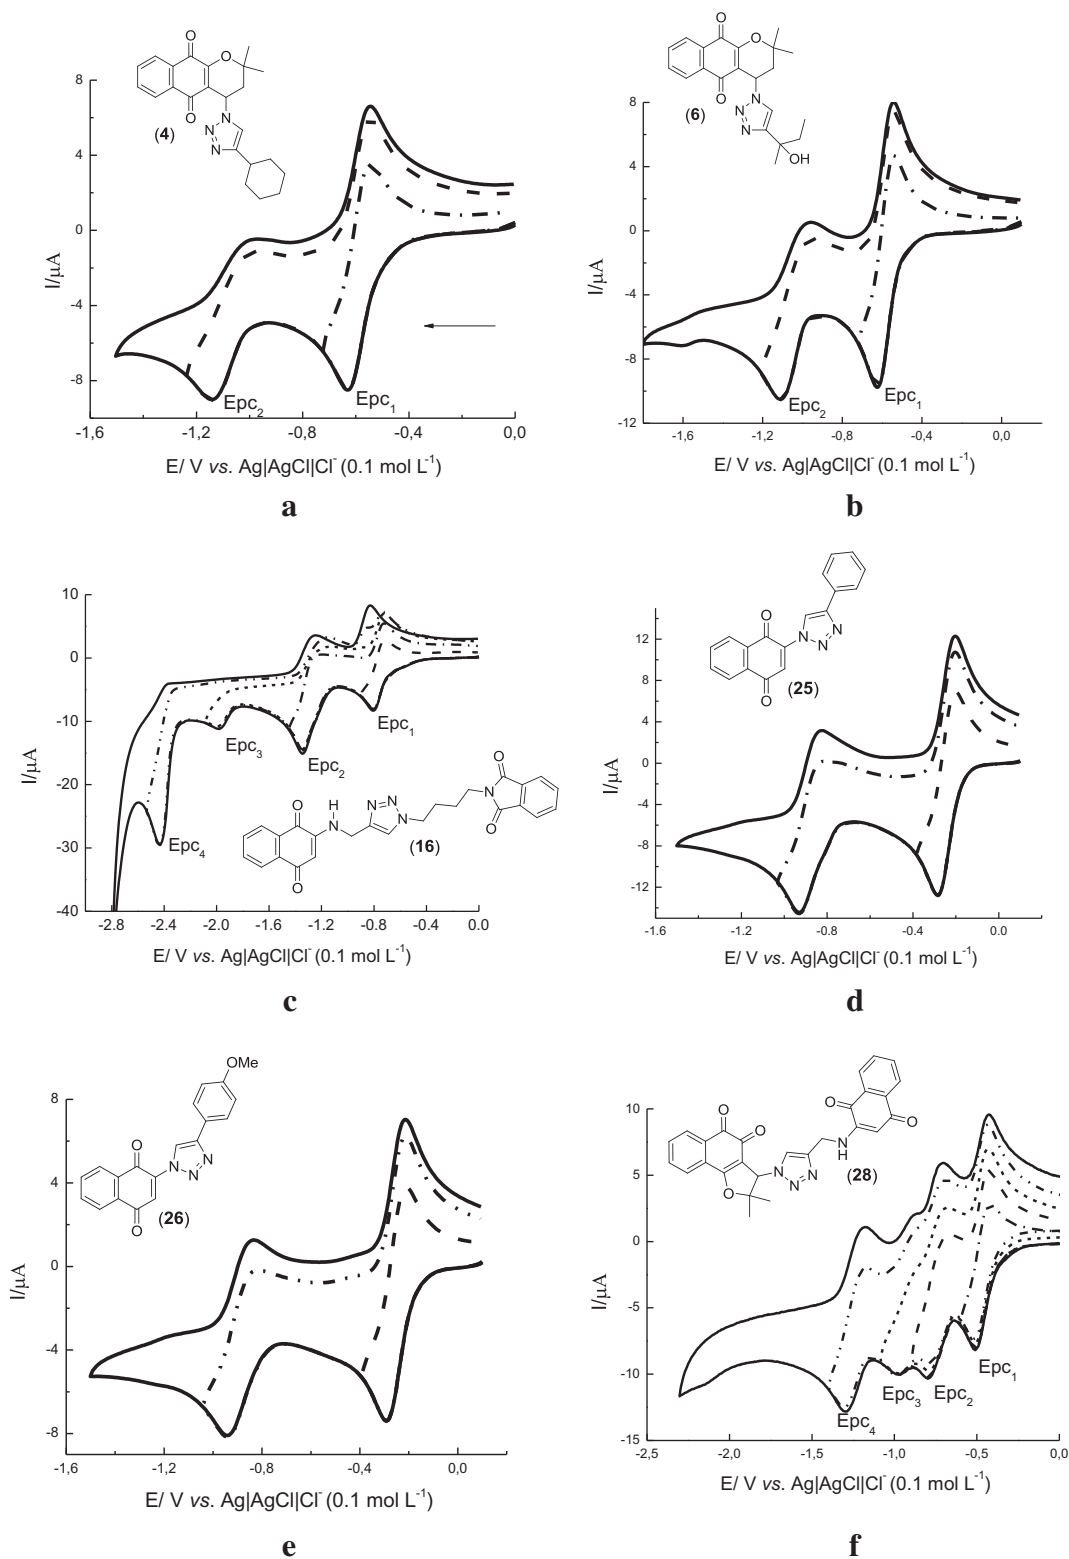 (4)
O
O
O
N
N
N
8
4
0
-4
-8
I/µA
Epc2
Epc1
-1,6
-1,2
-0,8
-0,4
0,0
E/ V vs. Ag|AgCl|Cl- (0.1 mol L-1)
a
(6)
O
O
O
N
N
N
OH
8
4
0
-4
-8
-12
I/µA
Epc2
Epc1
-1,6
-1,2
-0,8
-0,4
0,0
E/ V vs. Ag|AgCl|Cl- (0.1 mol L-1)
b
10
0
-10
-20
-30
-40
I/µA
Epc1
Epc3
Epc2
Epc4
O
O
H
N
N
N
N
N
O
O
(16)
-2.8
-2.4
-2.0
-1.6
-1.2
-0.8
-0.4
0.0
E/ V vs. Ag|AgCl|Cl- (0.1 mol L-1)
c
O
O
N
N
N
(25)
12
8
4
0
-4
-8
-12
I/µA
-1.6
-1.2
-0.8
-0.4
0.0
E/ V vs. Ag|AgCl|Cl- (0.1 mol L-1)
d
OMe
O
O
N
N
N
(26)
8
4
0
-4
-8
I/µA
-1,6
-1,2
-0,8
-0,4
0,0
E/ V vs. Ag|AgCl|Cl- (0.1 mol L-1)
e
O
O
O
N
N
N
N
H
O
O
(28)
10
5
0
-5
-10
-15
I/µA
Epc1
Epc2
Epc3
Epc4
-2,5
-2,0
-1,5
-1,0
-0,5
0,0
E/ V vs. Ag|AgCl|Cl- (0.1 mol L-1)
f